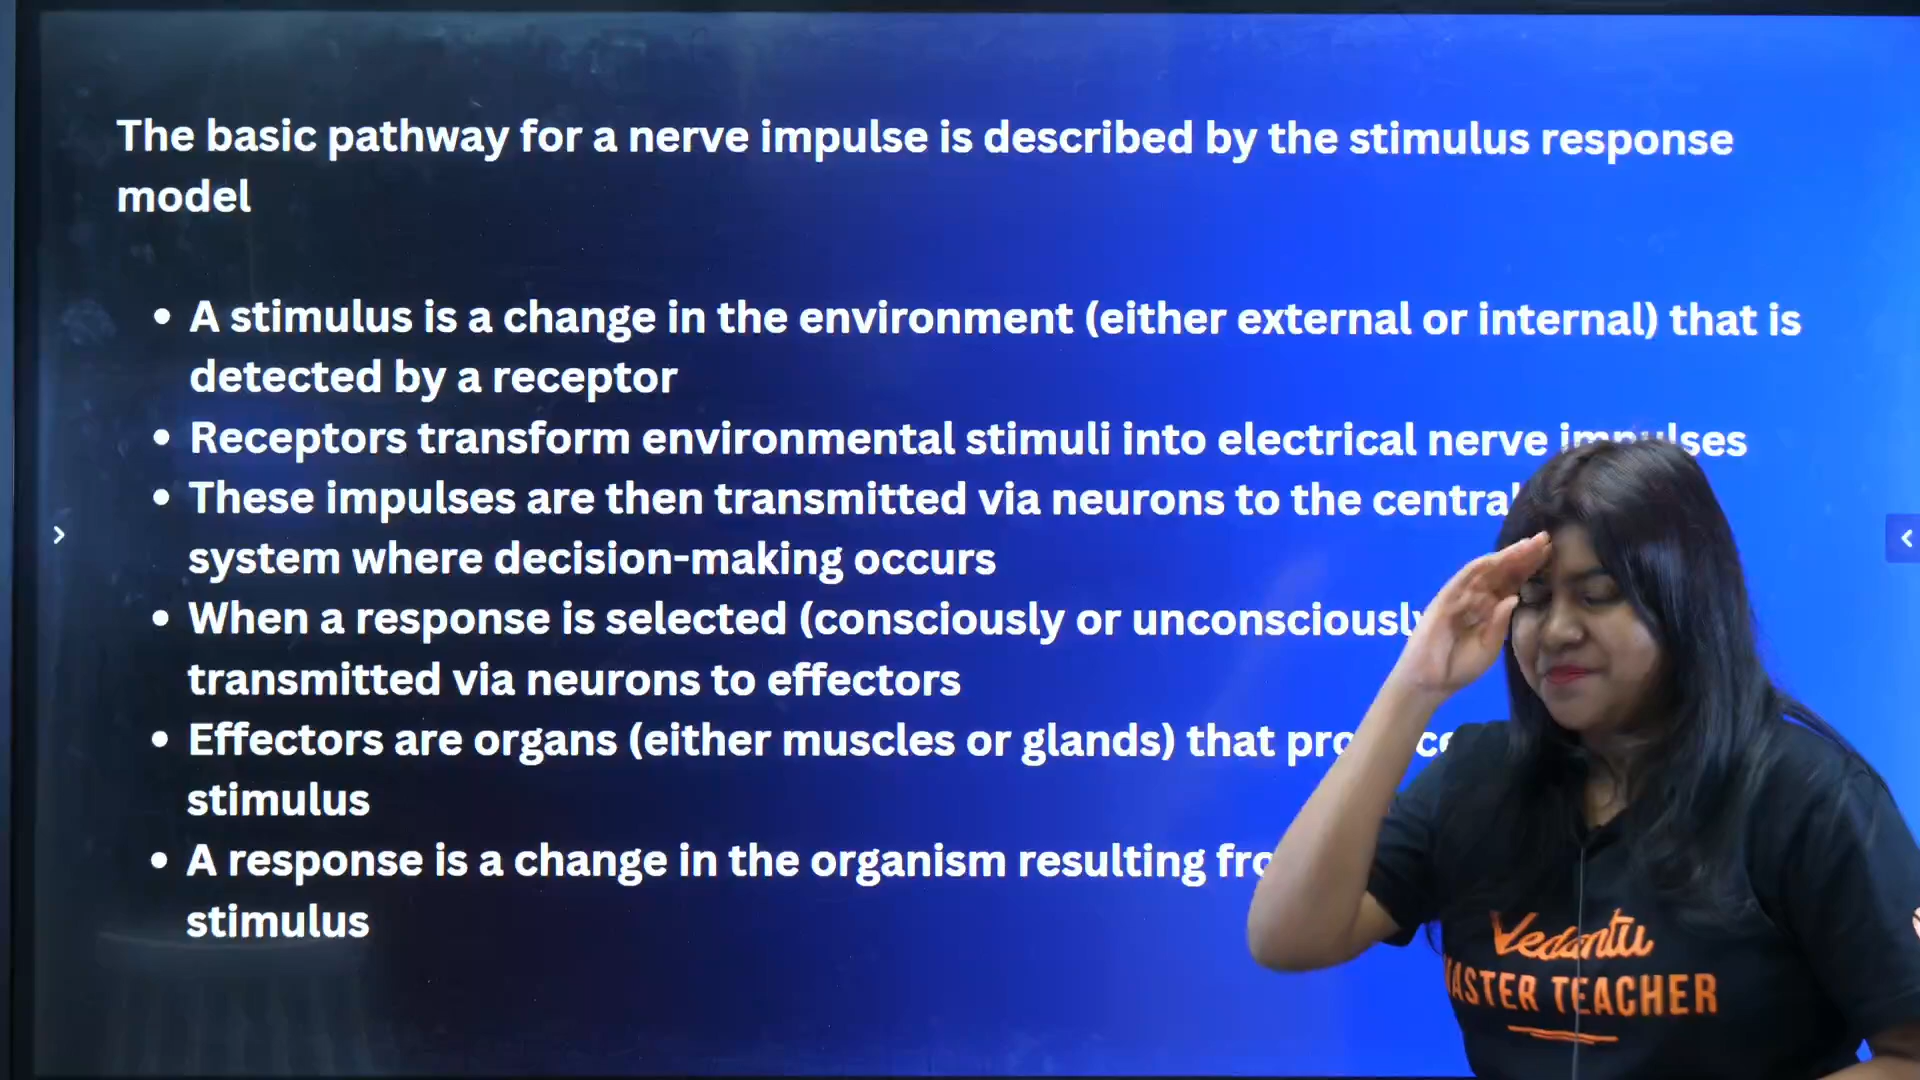 The basic pathway for a nerve impulse is described by the stimulus response
model
• A stimulus is a change in the environment (either external or internal) that is
detected by a receptor
• Receptors transform environmental stimuli into electrical nerve impulses
• These impulses are then transmitted via neurons to the central
system where decision-making occurs
• When a response is selected (consciously or unconsciously
transmitted via neurons to effectors
• Effectors are organs (either muscles or glands) that
stimulus
• A response is a change in the organism resulting
stimulus
Vedantu
MASTER TEACHER